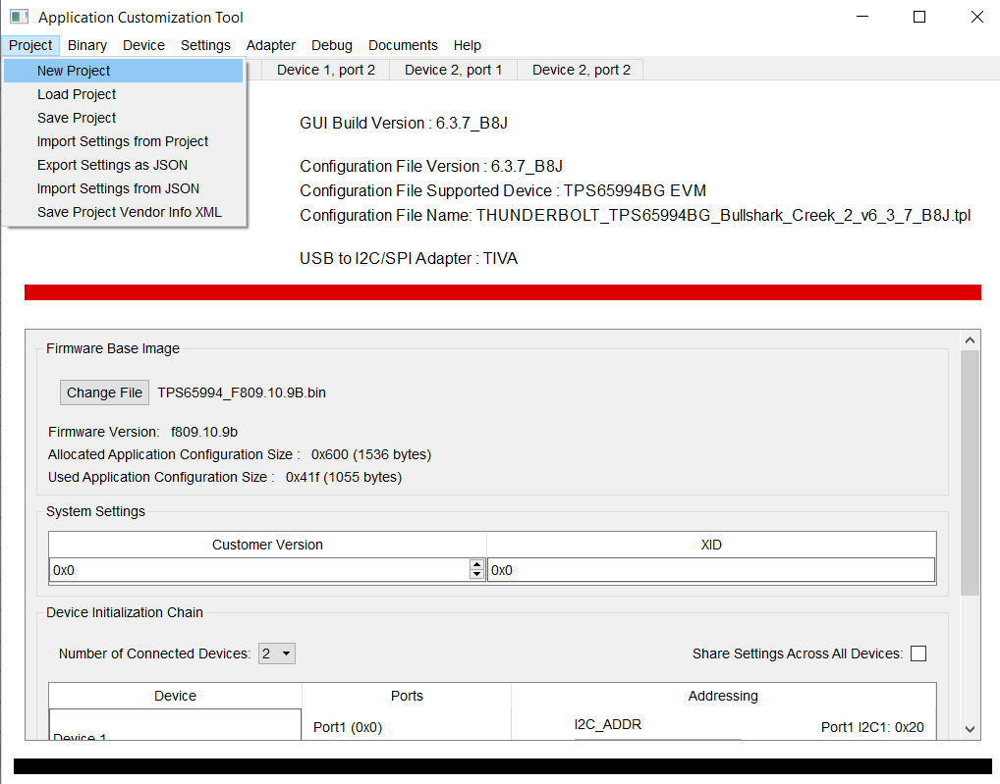 Application Customization Tool
Project Binary Device Settings Adapter Debug Documents Help
New Project
Load Project
Save Project
Import Settings from Project
Export Settings as JSON
Import Settings from JSON
Save Project Vendor Info XML
Device 1, port 2 Device 2, port 1 Device 2, port 2
GUI Build Version : 6.3.7_B8J
Configuration File Version : 6.3.7_B8J
Configuration File Supported Device : TPS65994BG EVM
Configuration File Name: THUNDERBOLT_TPS65994BG_Bullshark_Creek_2_v6_3_7_B8J.tpl
USB to I2C/SPI Adapter : TIVA
Firmware Base Image
Change File TPS65994_F809.10.9B.bin
Firmware Version: f809.10.9b
Allocated Application Configuration Size : 0x600 (1536 bytes)
Used Application Configuration Size : 0x41f (1055 bytes)
System Settings
Customer Version XID
0x0 0x0
Device Initialization Chain
Number of Connected Devices: 2 Share Settings Across All Devices:
Device Ports Addressing
Device 1 Port1 (0x0) I2C_ADDR Port1 I2C1: 0x20